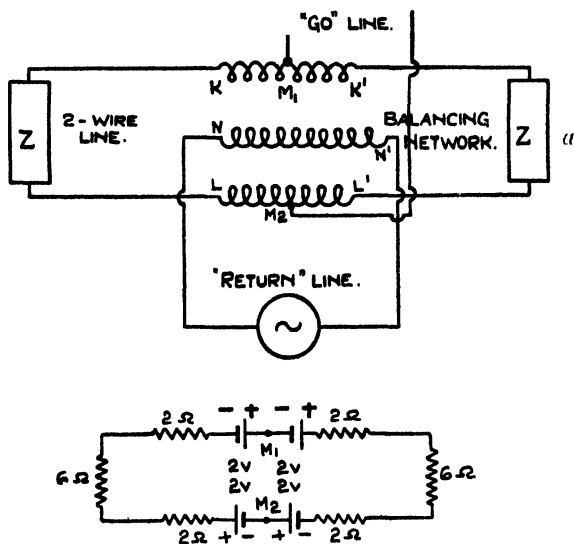 "GO" LINE.
K M₁ K'
Z 2-WIRE LINE. N N' BALANCING NETWORK. Z a
L M₂ L'
"RETURN" LINE.
~
2Ω - + - + 2Ω
M₁
6Ω 2V 2V 6Ω
2V 2V
M₂
2Ω + - + - 2Ω